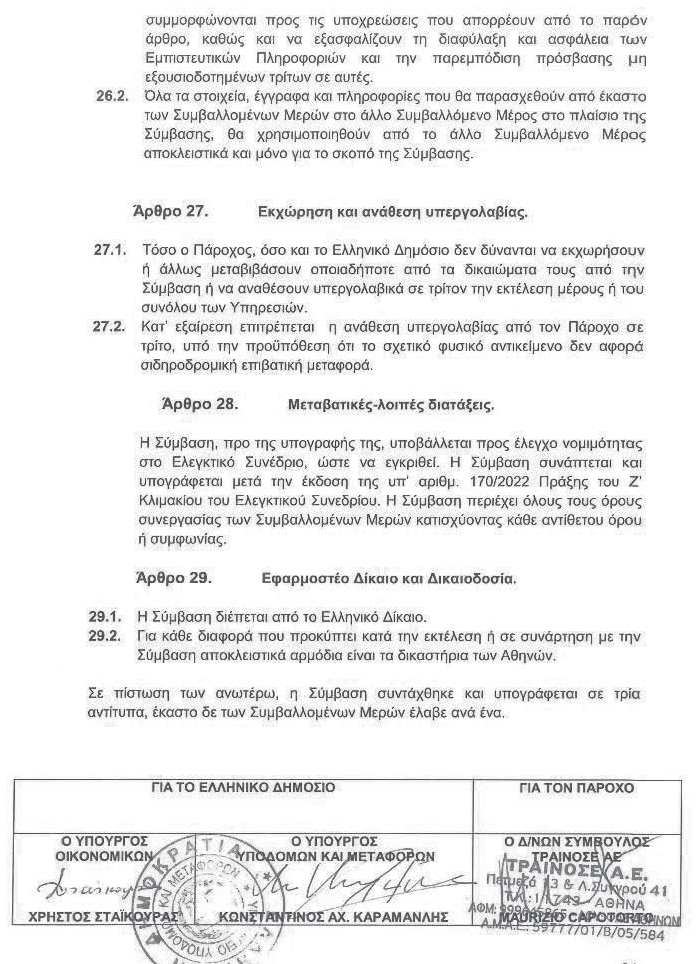 συμμορφώνονται προς τις υποχρεώσεις που απορρέουν από το παρόν
άρθρο, καθώς και να εξασφαλίζουν τη διαφύλαξη και ασφάλεια των
Εμπιστευτικών Πληροφοριών και την παρεμπόδιση πρόσβασης μη
εξουσιοδοτημένων τρίτων σε αυτές.
26.2. Όλα τα στοιχεία, έγγραφα και πληροφορίες που θα παρασχεθούν από έκαστο
των Συμβαλλομένων Μερών στο άλλο Συμβαλλόμενο Μέρος στο πλαίσιο της
Σύμβασης, θα χρησιμοποιηθούν από το άλλο Συμβαλλόμενο Μέρος
αποκλειστικά και μόνο για το σκοπό της Σύμβασης.
Άρθρο 27. Εκχώρηση και ανάθεση υπεργολαβίας.
27.1. Τόσο ο Πάροχος, όσο και το Ελληνικό Δημόσιο δεν δύνανται να εκχωρήσουν
ή άλλως μεταβιβάσουν οποιαδήποτε από τα δικαιώματα τους από την
Σύμβαση ή να αναθέσουν υπεργολαβικά σε τρίτον την εκτέλεση μέρους ή του
συνόλου των Υπηρεσιών.
27.2. Κατ' εξαίρεση επιτρέπεται η ανάθεση υπεργολαβίας από τον Πάροχο σε
τρίτο, υπό την προϋπόθεση ότι το σχετικό φυσικό αντικείμενο δεν αφορά
σιδηροδρομική επιβατική μεταφορά.
Άρθρο 28. Μεταβατικές-λοιπές διατάξεις.
Η Σύμβαση, προ της υπογραφής της, υποβάλλεται προς έλεγχο νομιμότητας
στο Ελεγκτικό Συνέδριο, ώστε να εγκριθεί. Η Σύμβαση συνάπτεται και
υπογράφεται μετά την έκδοση της υπ' αριθμ. 170/2022 Πράξης του Ζ'
Κλιμακίου του Ελεγκτικού Συνεδρίου. Η Σύμβαση περιέχει όλους τους όρους
συνεργασίας των Συμβαλλομένων Μερών κατισχύοντας κάθε αντίθετου όρου
ή συμφωνίας.
Άρθρο 29. Εφαρμοστέο Δίκαιο και Δικαιοδοσία.
29.1. Η Σύμβαση διέπεται από το Ελληνικό Δίκαιο.
29.2. Για κάθε διαφορά που προκύπτει κατά την εκτέλεση ή σε συνάρτηση με την
Σύμβαση αποκλειστικά αρμόδια είναι τα δικαστήρια των Αθηνών.
Σε πίστωση των ανωτέρω, η Σύμβαση συντάχθηκε και υπογράφεται σε τρία
αντίτυπα, έκαστο δε των Συμβαλλομένων Μερών έλαβε ανά ένα.
ΓΙΑ ΤΟ ΕΛΛΗΝΙΚΟ ΔΗΜΟΣΙΟ ΓΙΑ ΤΟΝ ΠΑΡΟΧΟ
Ο ΥΠΟΥΡΓΟΣ Ο ΥΠΟΥΡΓΟΣ Ο Δ/ΝΩΝ ΣΥΜΒΟΥΛΟΣ
ΟΙΚΟΝΟΜΙΚΩΝ ΥΠΟΔΟΜΩΝ ΚΑΙ ΜΕΤΑΦΟΡΩΝ ΤΡΑΙΝΟΣΕ ΑΕ
ΤΡΑΙΝΟΣΕ Α.Ε.
Πετμεζά 13 & Λ.Συγγρού 41
ΑΘΗΝΑ
ΧΡΗΣΤΟΣ ΣΤΑΪΚΟΥΡΑΣ ΚΩΝΣΤΑΝΤΙΝΟΣ ΑΧ. ΚΑΡΑΜΑΝΛΗΣ MAURIZIO CAPOTORTO
Α.Μ.Α.Ε.: 59777/01/Β/05/584